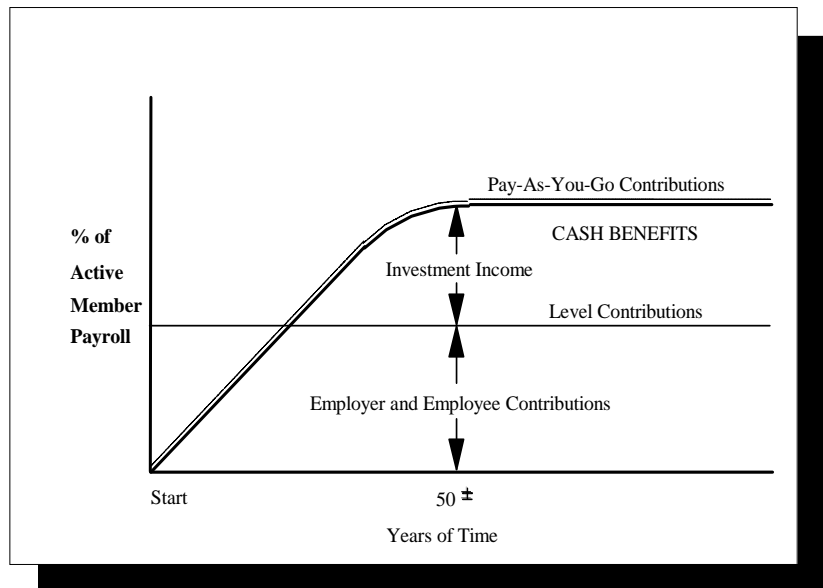 Pay-As-You-Go Contributions
CASH BENEFITS
% of
Active
Member
Payroll
Investment Income
Level Contributions
Employer and Employee Contributions
Start
50 ±
Years of Time